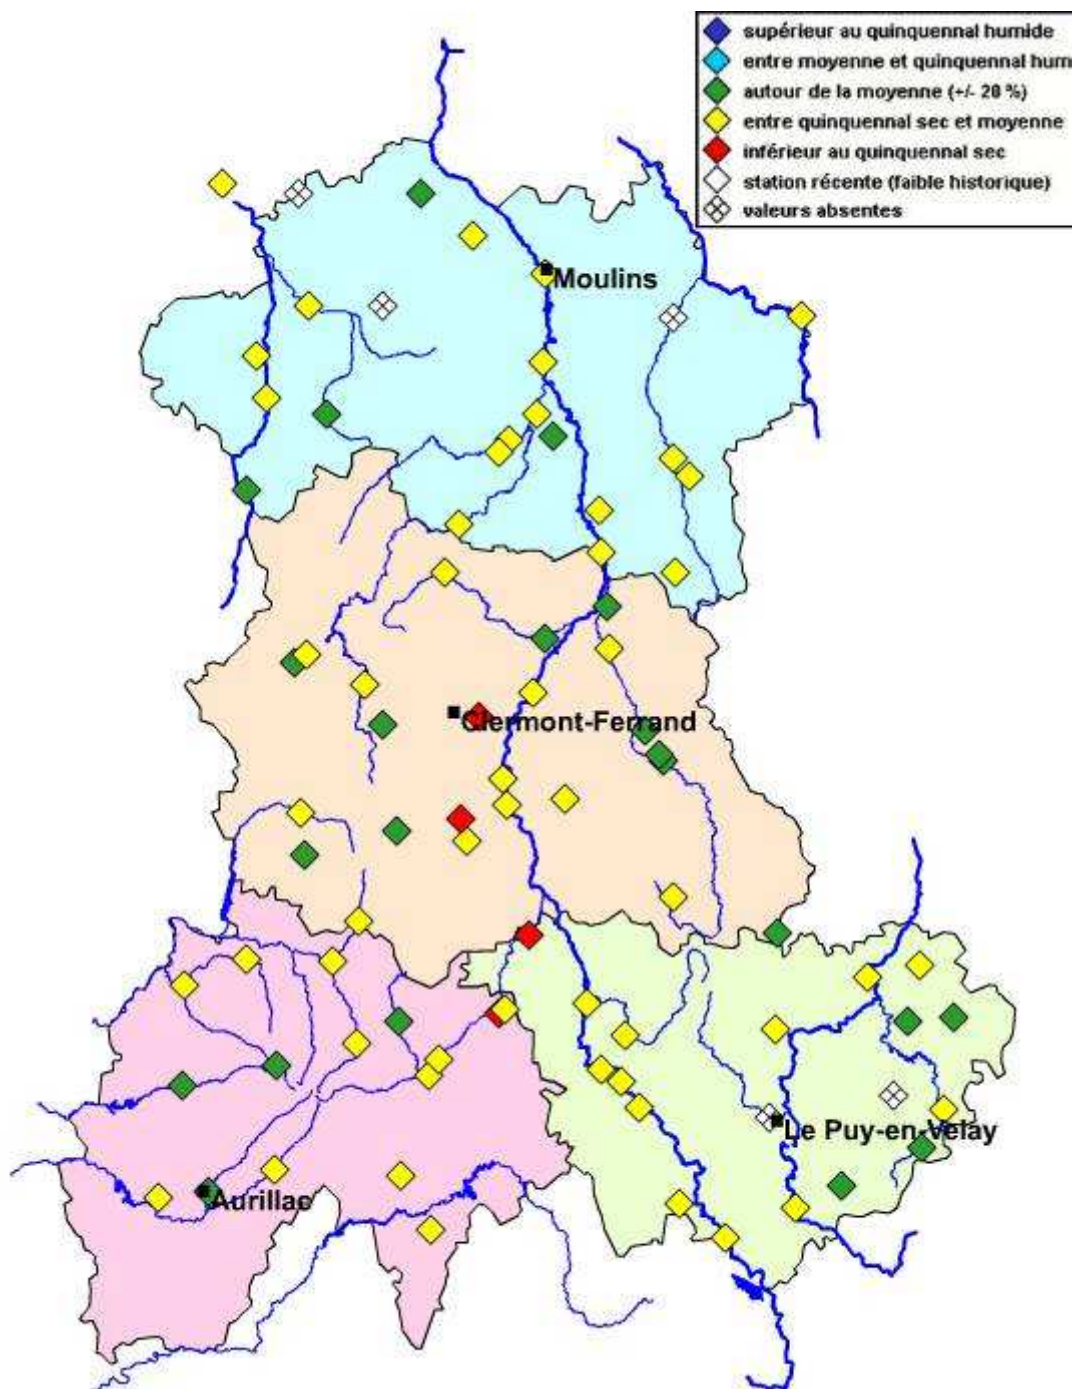 supérieur au quinquennal humide
entre moyenne et quinquennal hum
autour de la moyenne (+/- 20 %)
entre quinquennal sec et moyenne
inférieur au quinquennal sec
station récente (faible historique)
valeurs absentes
Moulins
Clermont-Ferrand
Le Puy-en-Velay
Aurillac